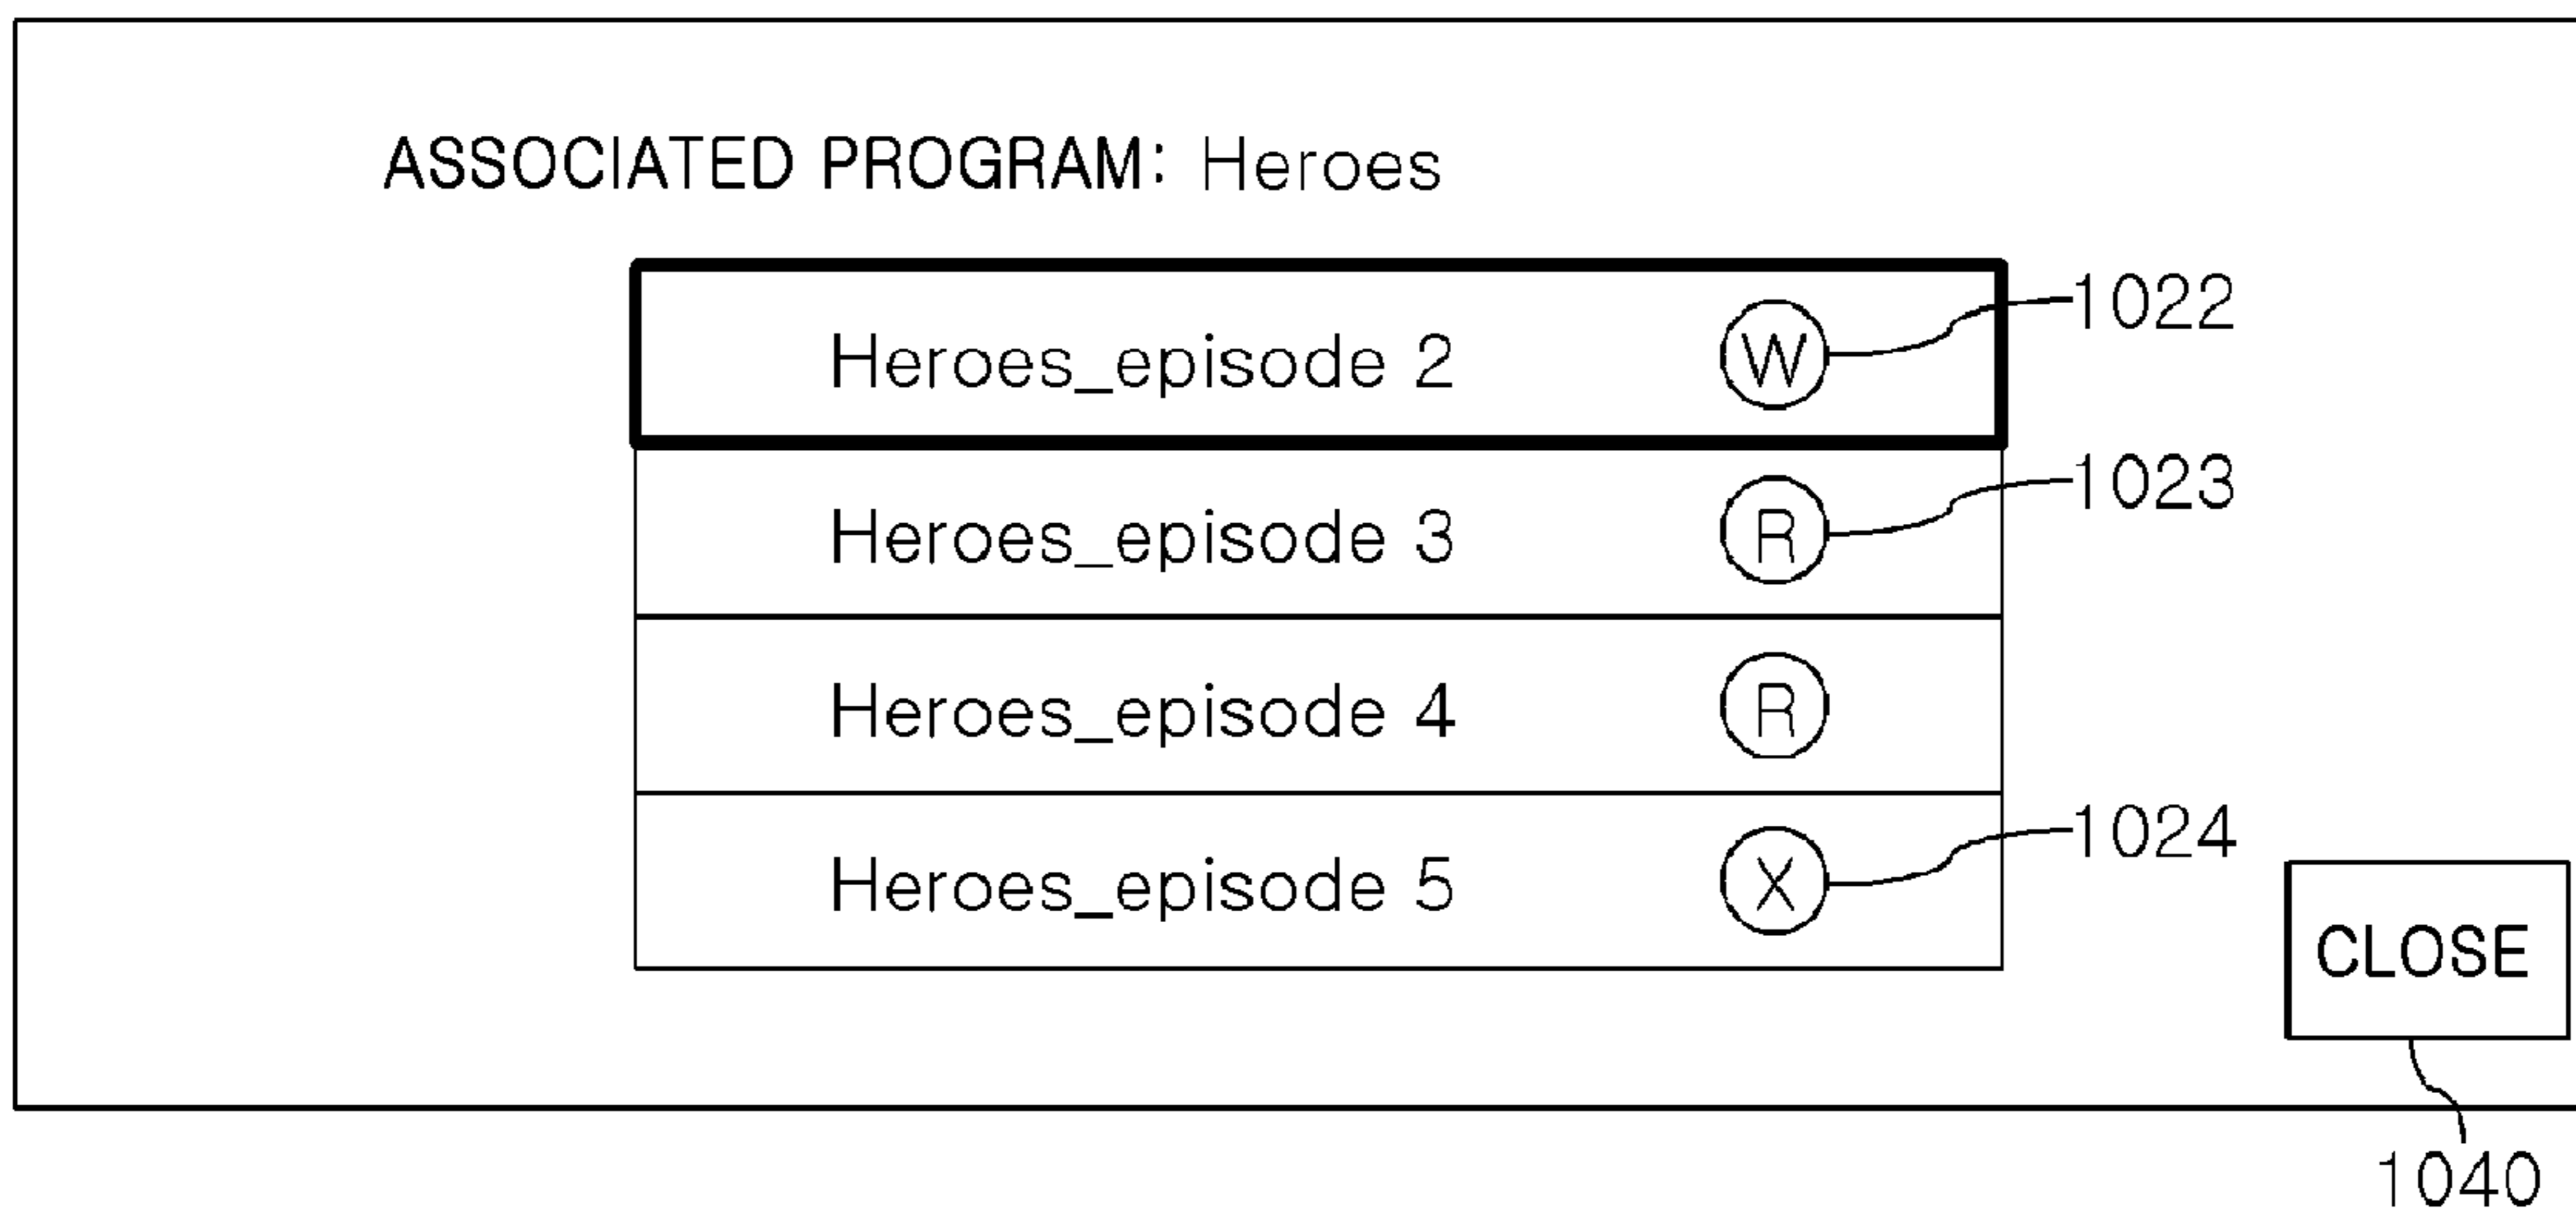 ASSOCIATED PROGRAM: Heroes
Heroes_episode 2 W 1022
Heroes_episode 3 R 1023
Heroes_episode 4 R
Heroes_episode 5 X 1024
CLOSE
1040